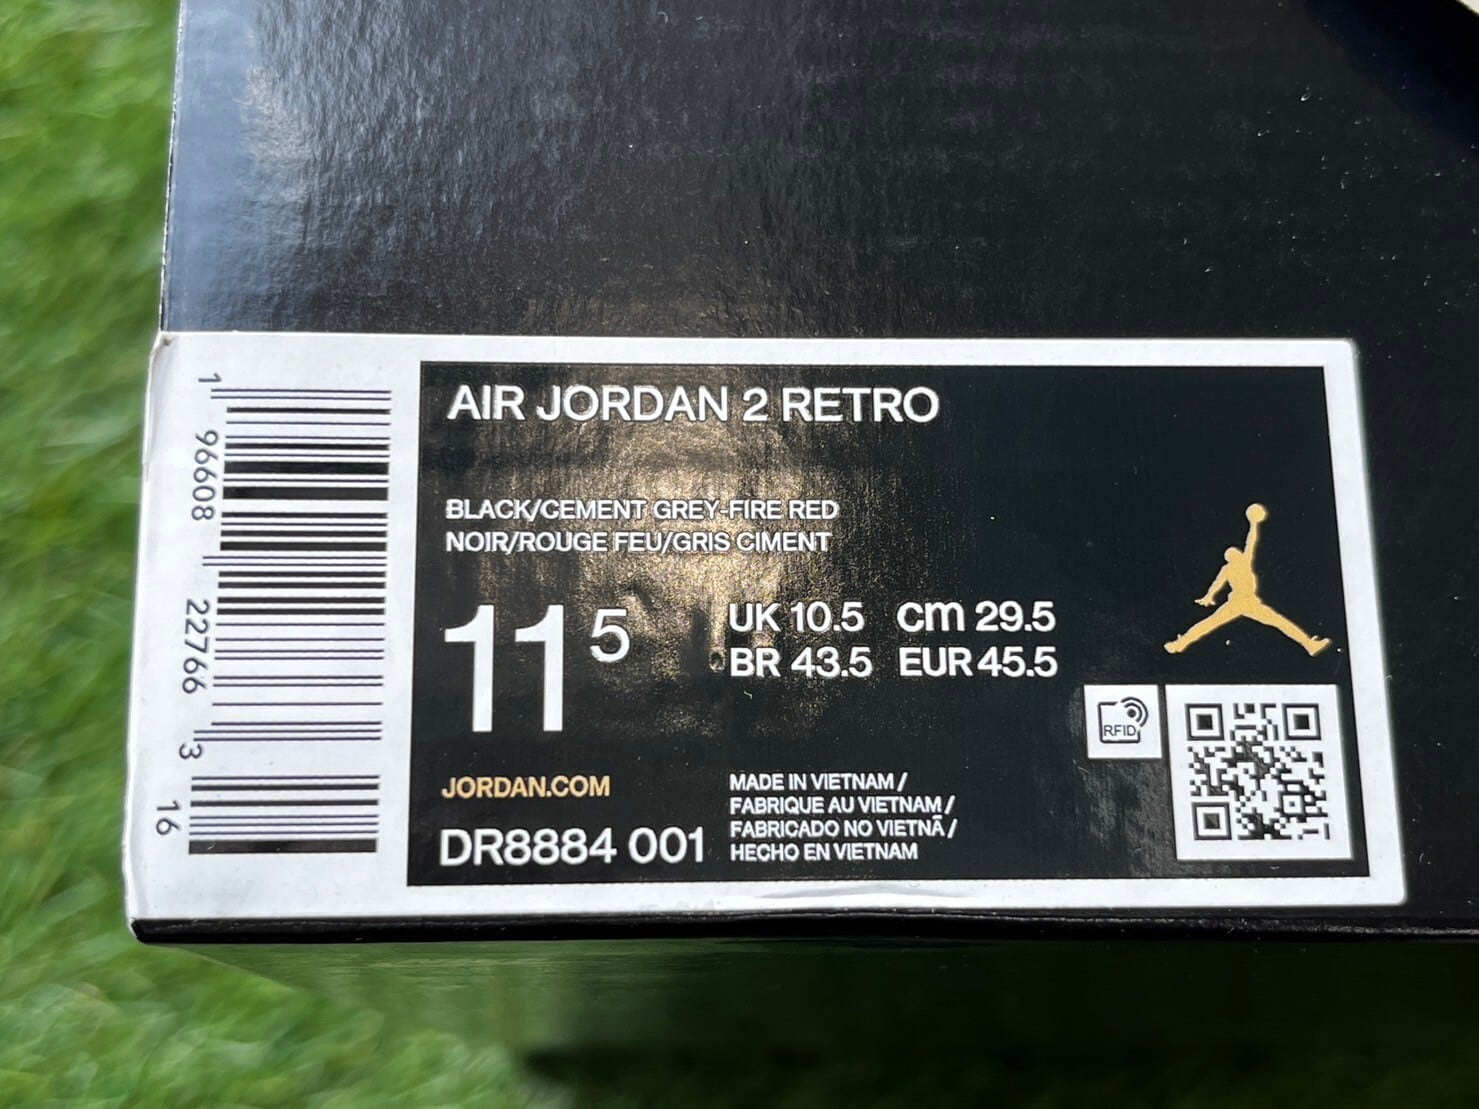 AIR JORDAN 2 RETRO
BLACK/CEMENT GREY-FIRE RED
NOIR/ROUGE FEU/GRIS CIMENT
11 5
UK 10.5 cm 29.5
BR 43.5 EUR 45.5
RFID
JORDAN.COM
DR8884 001
MADE IN VIETNAM /
FABRIQUE AU VIETNAM /
FABRICADO NO VIETNÃ /
HECHO EN VIETNAM
1 96608 22766 3 16